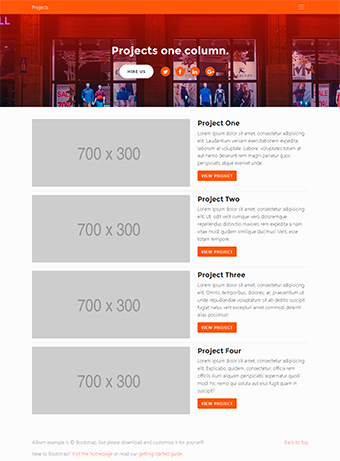 Projects
LL
Projects one column.
HIRE US
SALE
70
700 x 300
Project One
Lorem ipsum dolor sit amet, consectetur adipisicing
elit. Laudantium veniam exercitationem expedita
laborum at voluptate. Labore, voluptates totam at
aut nemo deserunt rem magni pariatur quos
perspiciatis atque eveniet unde.
VIEW PROJECT
700 x 300
Project Two
Lorem ipsum dolor sit amet, consectetur adipisicing
elit. Ut, odit velit cumque vero doloremque
repellendus distinctio maiores rem expedita a nam
vitae modi quidem similique ducimus! Velit, esse
totam tempore.
VIEW PROJECT
700 x 300
Project Three
Lorem ipsum dolor sit amet, consectetur adipisicing
elit. Omnis, temporibus, dolores, at, praesentium ut
unde repudiandae voluptatum sit ab debitis suscipit
fugiat natus velit excepturi amet commodi deleniti
alias possimus!
VIEW PROJECT
700 x 300
Project Four
Lorem ipsum dolor sit amet, consectetur adipisicing
elit. Explicabo, quidem, consectetur, officia rem
officiis illum aliquam perspiciatis aspernatur quod
modi hic nemo qui soluta aut eius fugit quam in
suscipit?
VIEW PROJECT
Album example is © Bootstrap, but please download and customize it for yourself!
Back to top
New to Bootstrap? Visit the homepage or read our getting started guide.